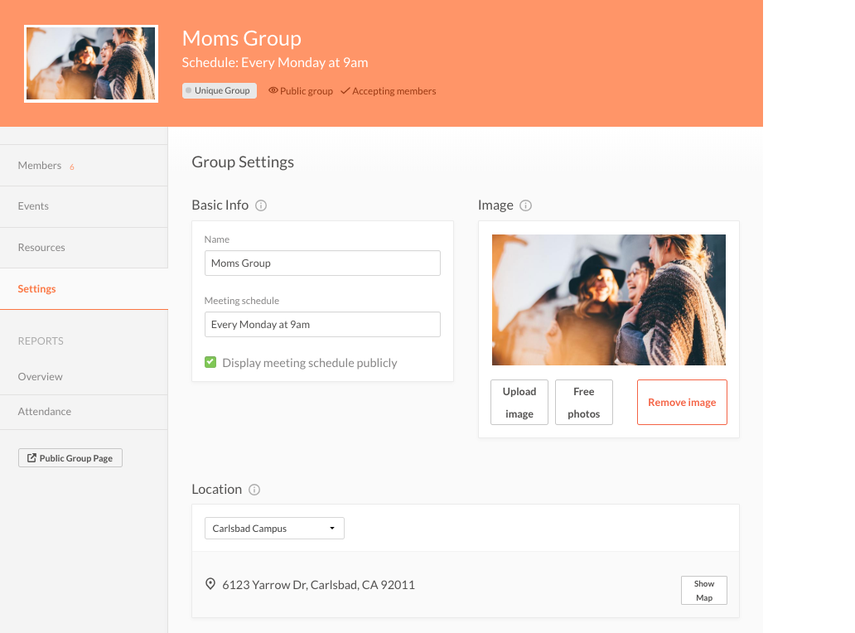 Moms Group
Schedule: Every Monday at 9am
Unique Group
Public group
Accepting members
Members 6
Events
Resources
Settings
REPORTS
Overview
Attendance
Public Group Page
Group Settings
Basic Info
Name
Moms Group
Meeting schedule
Every Monday at 9am
Display meeting schedule publicly
Image
Upload
image
Free
photos
Remove image
Location
Carlsbad Campus
6123 Yarrow Dr, Carlsbad, CA 92011
Show
Map